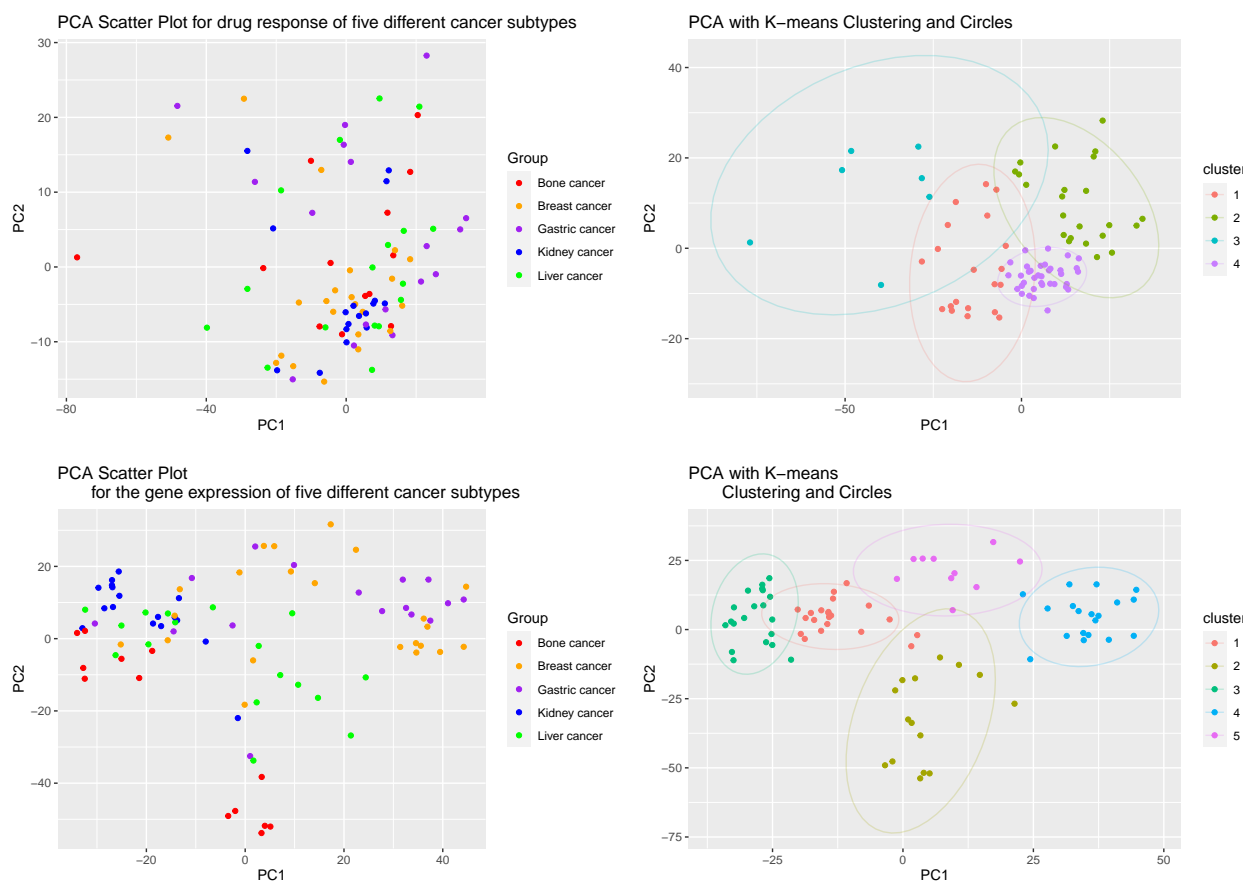 PCA Scatter Plot for drug response of five different cancer subtypes
30
20
10
0
−10
−80
−40
0
PC1
PC2
Group
Bone cancer
Breast cancer
Gastric cancer
Kidney cancer
Liver cancer
PCA with K−means Clustering and Circles
40
20
0
−20
−50
0
PC1
PC2
cluster
1
2
3
4
PCA Scatter Plot
for the gene expression of five different cancer subtypes
20
0
−20
−40
−20
0
20
40
PC1
PC2
Group
Bone cancer
Breast cancer
Gastric cancer
Kidney cancer
Liver cancer
PCA with K−means
Clustering and Circles
25
0
−25
−50
−75
−25
0
25
50
PC1
PC2
cluster
1
2
3
4
5